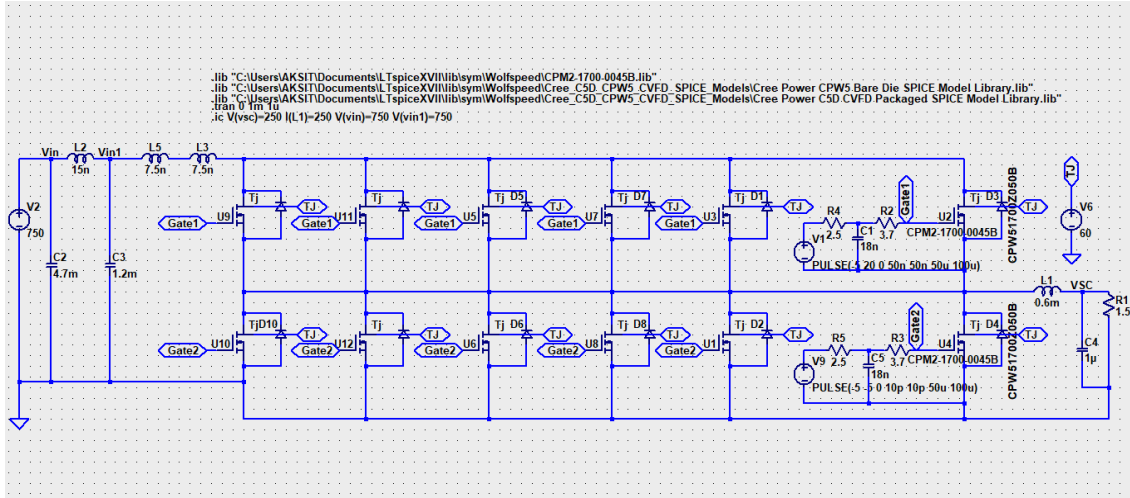 .lib "C:\Users\AKSIT\Documents\LTspiceXVII\lib\sym\Wolfspeed\CPM2-1700-0045B.lib"
.lib "C:\Users\AKSIT\Documents\LTspiceXVII\lib\sym\Wolfspeed\Cree_C5D_CPW5_CVFD_SPICE_Models\Cree Power CPW5 Bare Die SPICE Model Library.lib"
.lib "C:\Users\AKSIT\Documents\LTspiceXVII\lib\sym\Wolfspeed\Cree_C5D_CPW5_CVFD_SPICE_Models\Cree Power C5D CVFD Packaged SPICE Model Library.lib"
.tran 0 1m 1u
.ic V(vsc)=250 I(L1)=250 V(vin)=750 V(vin1)=750
Vin L2 Vin1 L5 L3
15n 7.5n 7.5n
TJ
Tj Tj Tj D5 Tj D7 Tj D1 Gate1 Tj D3
V2 TJ TJ TJ TJ TJ R4 R2 TJ V6
Gate1 U9 Gate1 U11 Gate1 U5 Gate1 U7 Gate1 U3 U2
750 2.5 3.7 CPM2-1700-0045B 60
V1 C1
18n
CPW51700Z050B
C2 C3 PULSE(-5 20 0 50n 50n 50u 100u)
4.7m 1.2m
L1 VSC
0.6m R1
1.5
TjD10 Tj Tj D6 Tj D8 Tj D2 Gate2 Tj D4
TJ TJ TJ TJ TJ R5 R3 TJ
Gate2 U10 Gate2 U12 Gate2 U6 Gate2 U8 Gate2 U1 U4 C4
2.5 3.7 CPM2-1700-0045B 1µ
V9 C5
18n
CPW51700Z050B
PULSE(-5 -5 0 10p 10p 50u 100u)